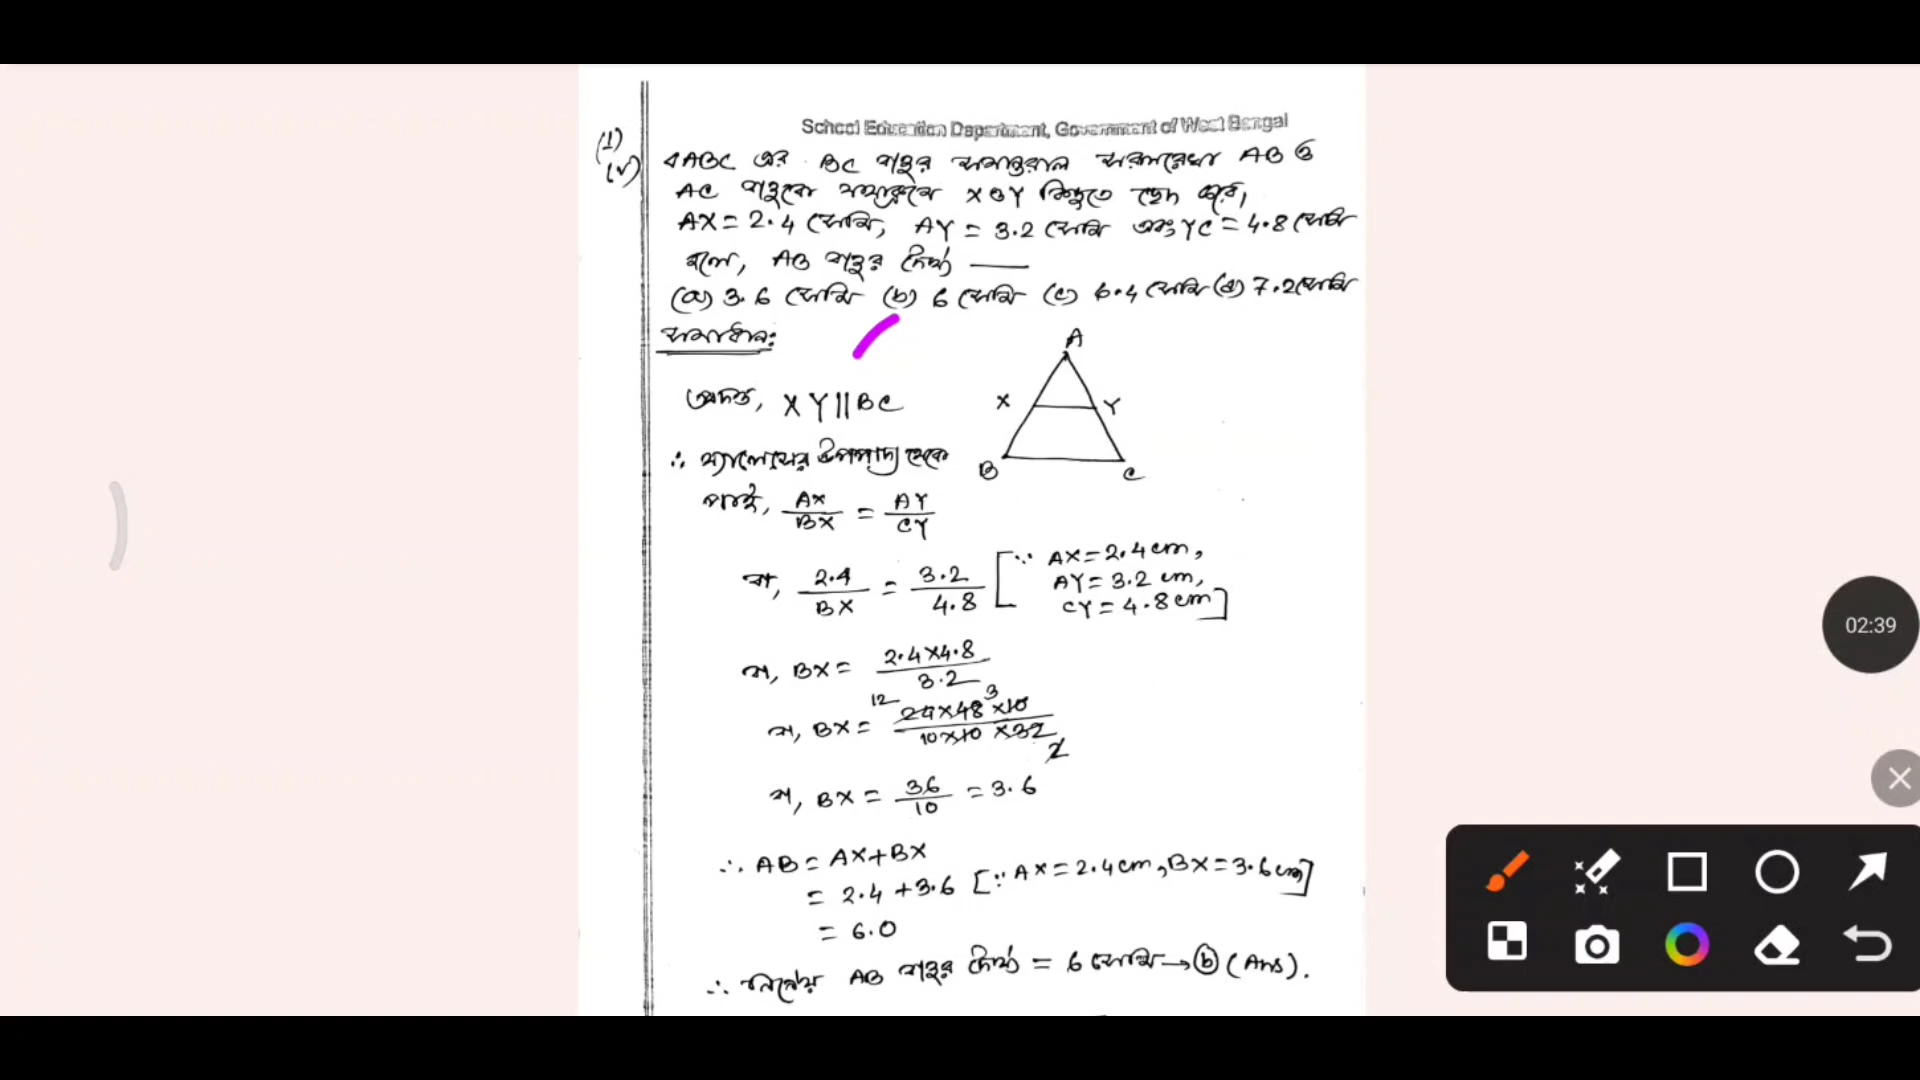 School Education Department, Government of West Bengal
(1)
(v) ∆ABC এর BC বাহুর সমান্তরাল সরলরেখা AB ও
AC বাহুকে যথাক্রমে X ও Y বিন্দুতে ছেদ করে,
AX = 2.4 সেমি, AY = 3.2 সেমি এবং YC = 4.8 সেমি
হলে, AB বাহুর দৈর্ঘ্য ——
(a) 3.6 সেমি (b) 6 সেমি (c) 6.4 সেমি (d) 7.2 সেমি
সমাধান:
A
প্রদত্ত, XY||BC
X Y
∴ থ্যালেসের উপপাদ্য থেকে
B C
পাই, AX/BX = AY/CY
বা, 2.4/BX = 3.2/4.8 [∵ AX = 2.4 cm,
AY = 3.2 cm,
CY = 4.8 cm]
বা, BX = 2.4×4.8/3.2
12 3
বা, BX = 24×48×10/10×10×32
2
বা, BX = 36/10 = 3.6
∴ AB = AX+BX
= 2.4 + 3.6 [∵ AX = 2.4 cm, BX = 3.6 cm]
= 6.0
∴ নির্ণেয় AB বাহুর দৈর্ঘ্য = 6 সেমি → (b) (Ans).
02:39